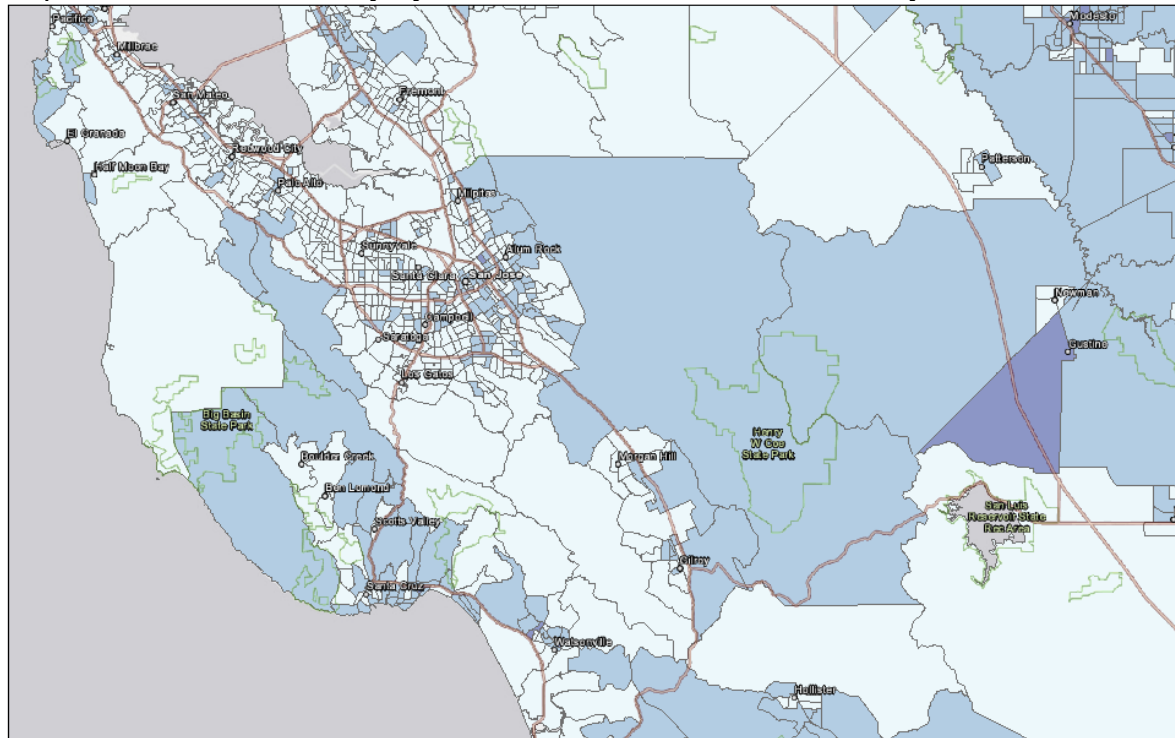 Pacifica
Modesto
Millbrae
San Mateo
Fremont
El Granada
Redwood City
Half Moon Bay
Palo Alto
Patterson
Milpitas
Sunnyvale
Alum Rock
Santa Clara
San Jose
Newman
Campbell
Saratoga
Gustine
Los Gatos
Big Basin
State Park
Henry
W Coe
State Park
Boulder Creek
Morgan Hill
Ben Lomond
San Luis
Reservoir State
Rec Area
Scotts Valley
Gilroy
Santa Cruz
Watsonville
Hollister